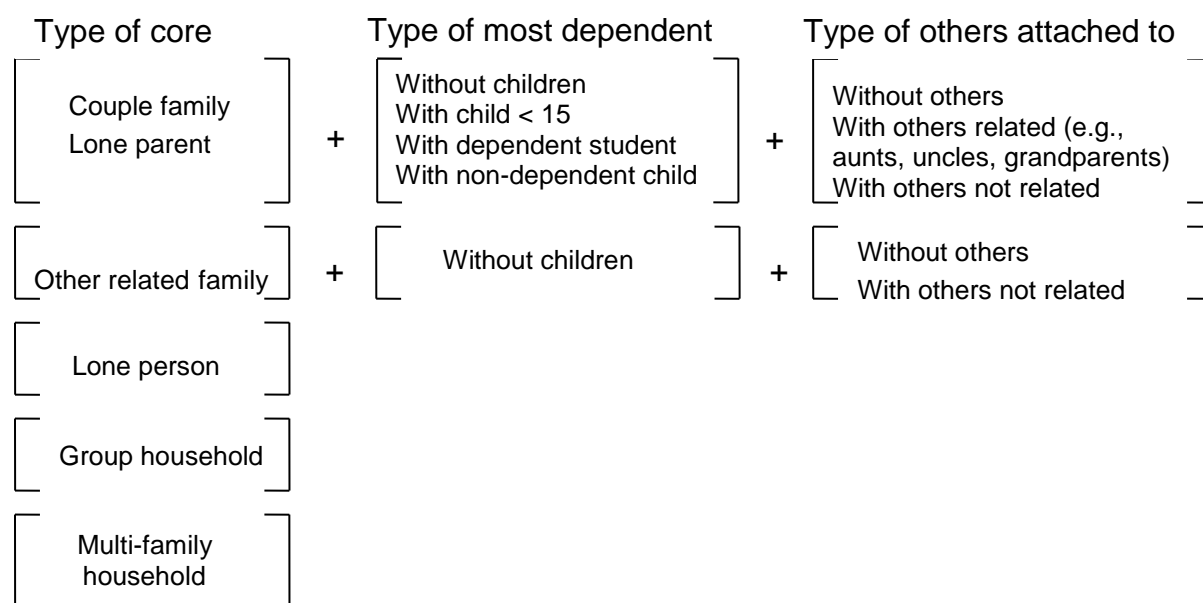 Type of core
Type of most dependent
Type of others attached to
Couple family
Lone parent
+
Without children
With child < 15
With dependent student
With non-dependent child
+
Without others
With others related (e.g.,
aunts, uncles, grandparents)
With others not related
Other related family
+
Without children
+
Without others
With others not related
Lone person
Group household
Multi-family
household